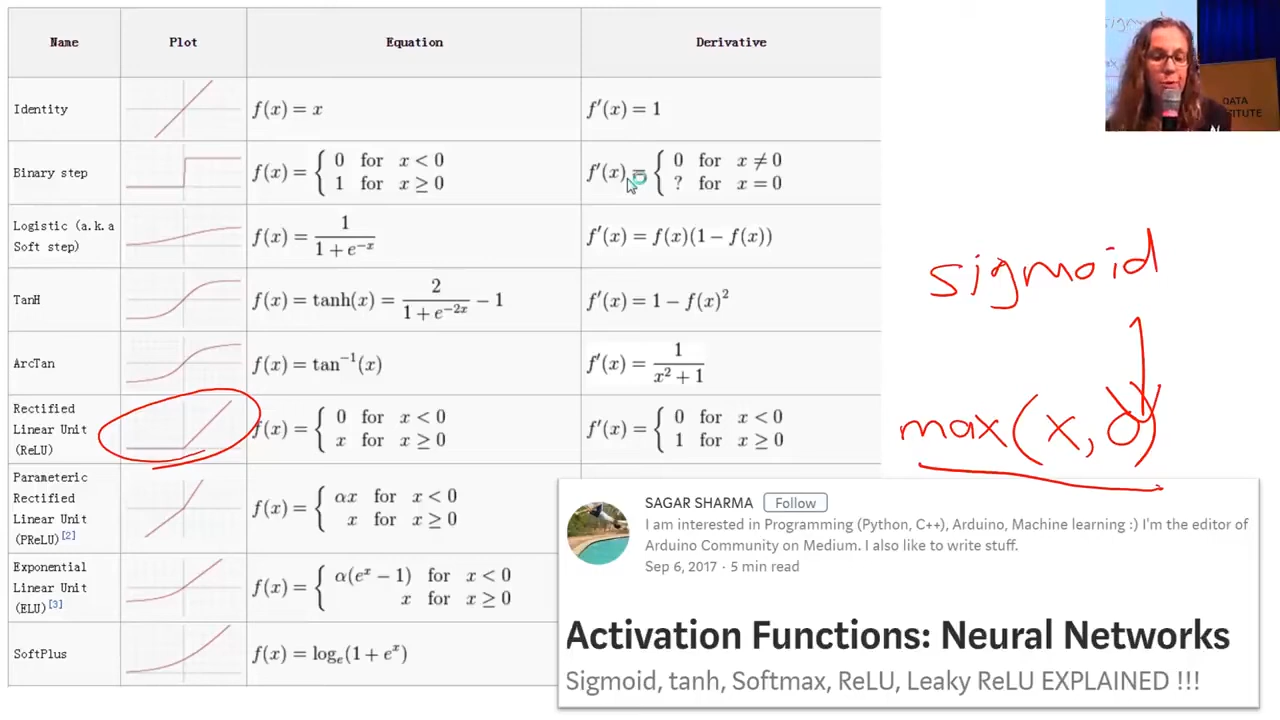 Name Plot Equation Derivative
Identity f(x) = x f′(x) = 1
Binary step f(x) = { 0 for x < 0 f′(x) = { 0 for x ≠ 0
1 for x ≥ 0 ? for x = 0
Logistic (a.k.a
Soft step) f(x) = 1 / (1 + e^−x) f′(x) = f(x)(1 − f(x))
TanH f(x) = tanh(x) = 2 / (1 + e^−2x) − 1 f′(x) = 1 − f(x)²
ArcTan f(x) = tan⁻¹(x) f′(x) = 1 / (x² + 1)
Rectified
Linear Unit
(ReLU) f(x) = { 0 for x < 0 f′(x) = { 0 for x < 0
x for x ≥ 0 1 for x ≥ 0
Parameteric
Rectified
Linear Unit
(PReLU)[2] f(x) = { αx for x < 0
x for x ≥ 0
Exponential
Linear Unit
(ELU)[3] f(x) = { α(e^x − 1) for x < 0
x for x ≥ 0
SoftPlus f(x) = logₑ(1 + e^x)
sigmoid
max(x, 0)
DATA
SAGAR SHARMA Follow
I am interested in Programming (Python, C++), Arduino, Machine learning :) I'm the editor of
Arduino Community on Medium. I also like to write stuff.
Sep 6, 2017 · 5 min read
Activation Functions: Neural Networks
Sigmoid, tanh, Softmax, ReLU, Leaky ReLU EXPLAINED !!!